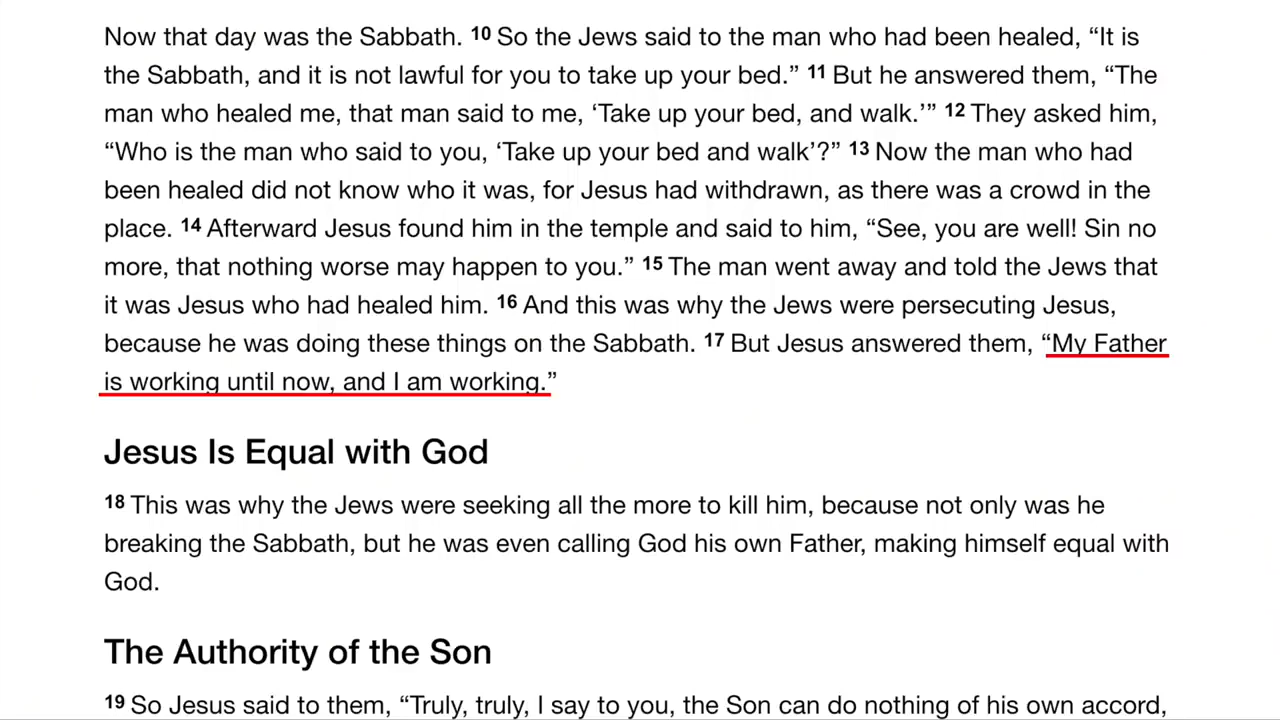 Now that day was the Sabbath. 10 So the Jews said to the man who had been healed, “It is
the Sabbath, and it is not lawful for you to take up your bed.” 11 But he answered them, “The
man who healed me, that man said to me, ‘Take up your bed, and walk.’” 12 They asked him,
“Who is the man who said to you, ‘Take up your bed and walk’?” 13 Now the man who had
been healed did not know who it was, for Jesus had withdrawn, as there was a crowd in the
place. 14 Afterward Jesus found him in the temple and said to him, “See, you are well! Sin no
more, that nothing worse may happen to you.” 15 The man went away and told the Jews that
it was Jesus who had healed him. 16 And this was why the Jews were persecuting Jesus,
because he was doing these things on the Sabbath. 17 But Jesus answered them, “My Father
is working until now, and I am working.”
Jesus Is Equal with God
18 This was why the Jews were seeking all the more to kill him, because not only was he
breaking the Sabbath, but he was even calling God his own Father, making himself equal with
God.
The Authority of the Son
19 So Jesus said to them, “Truly, truly, I say to you, the Son can do nothing of his own accord,